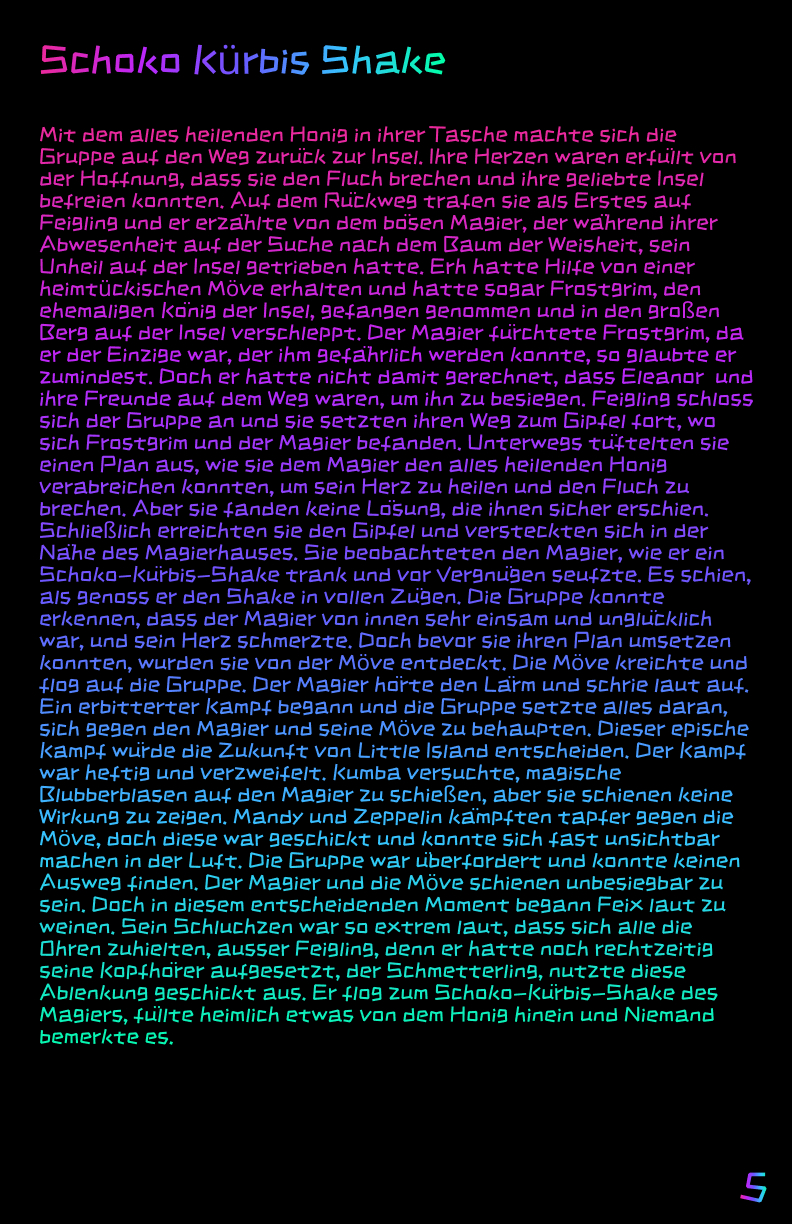 Schoko Kürbis Shake
Mit dem alles heilenden Honig in ihrer Tasche machte sich die
Gruppe auf den Weg zurück zur Insel. Ihre Herzen waren erfüllt von
der Hoffnung, dass sie den Fluch brechen und ihre geliebte Insel
befreien konnten. Auf dem Rückweg trafen sie als Erstes auf
Feigling und er erzählte von dem bösen Magier, der während ihrer
Abwesenheit auf der Suche nach dem Baum der Weisheit, sein
Unheil auf der Insel getrieben hatte. Erh hatte Hilfe von einer
heimtückischen Möve erhalten und hatte sogar Frostgrim, den
ehemaligen König der Insel, gefangen genommen und in den großen
Berg auf der Insel verschleppt. Der Magier fürchtete Frostgrim, da
er der Einzige war, der ihm gefährlich werden konnte, so glaubte er
zumindest. Doch er hatte nicht damit gerechnet, dass Eleanor und
ihre Freunde auf dem Weg waren, um ihn zu besiegen. Feigling schloss
sich der Gruppe an und sie setzten ihren Weg zum Gipfel fort, wo
sich Frostgrim und der Magier befanden. Unterwegs tüftelten sie
einen Plan aus, wie sie dem Magier den alles heilenden Honig
verabreichen konnten, um sein Herz zu heilen und den Fluch zu
brechen. Aber sie fanden keine Lösung, die ihnen sicher erschien.
Schließlich erreichten sie den Gipfel und versteckten sich in der
Nähe des Magierhauses. Sie beobachteten den Magier, wie er ein
Schoko-Kürbis-Shake trank und vor Vergnügen seufzte. Es schien,
als genoss er den Shake in vollen Zügen. Die Gruppe konnte
erkennen, dass der Magier von innen sehr einsam und unglücklich
war, und sein Herz schmerzte. Doch bevor sie ihren Plan umsetzen
konnten, wurden sie von der Möve entdeckt. Die Möve kreichte und
flog auf die Gruppe. Der Magier hörte den Lärm und schrie laut auf.
Ein erbitterter Kampf begann und die Gruppe setzte alles daran,
sich gegen den Magier und seine Möve zu behaupten. Dieser epische
Kampf würde die Zukunft von Little Island entscheiden. Der Kampf
war heftig und verzweifelt. Kumba versuchte, magische
Blubberblasen auf den Magier zu schießen, aber sie schienen keine
Wirkung zu zeigen. Mandy und Zeppelin kämpften tapfer gegen die
Möve, doch diese war geschickt und konnte sich fast unsichtbar
machen in der Luft. Die Gruppe war überfordert und konnte keinen
Ausweg finden. Der Magier und die Möve schienen unbesiegbar zu
sein. Doch in diesem entscheidenden Moment begann Feix laut zu
weinen. Sein Schluchzen war so extrem laut, dass sich alle die
Ohren zuhielten, ausser Feigling, denn er hatte noch rechtzeitig
seine Kopfhörer aufgesetzt, der Schmetterling, nutzte diese
Ablenkung geschickt aus. Er flog zum Schoko-Kürbis-Shake des
Magiers, fülte heimlich etwas von dem Honig hinein und Niemand
bemerkte es.
5